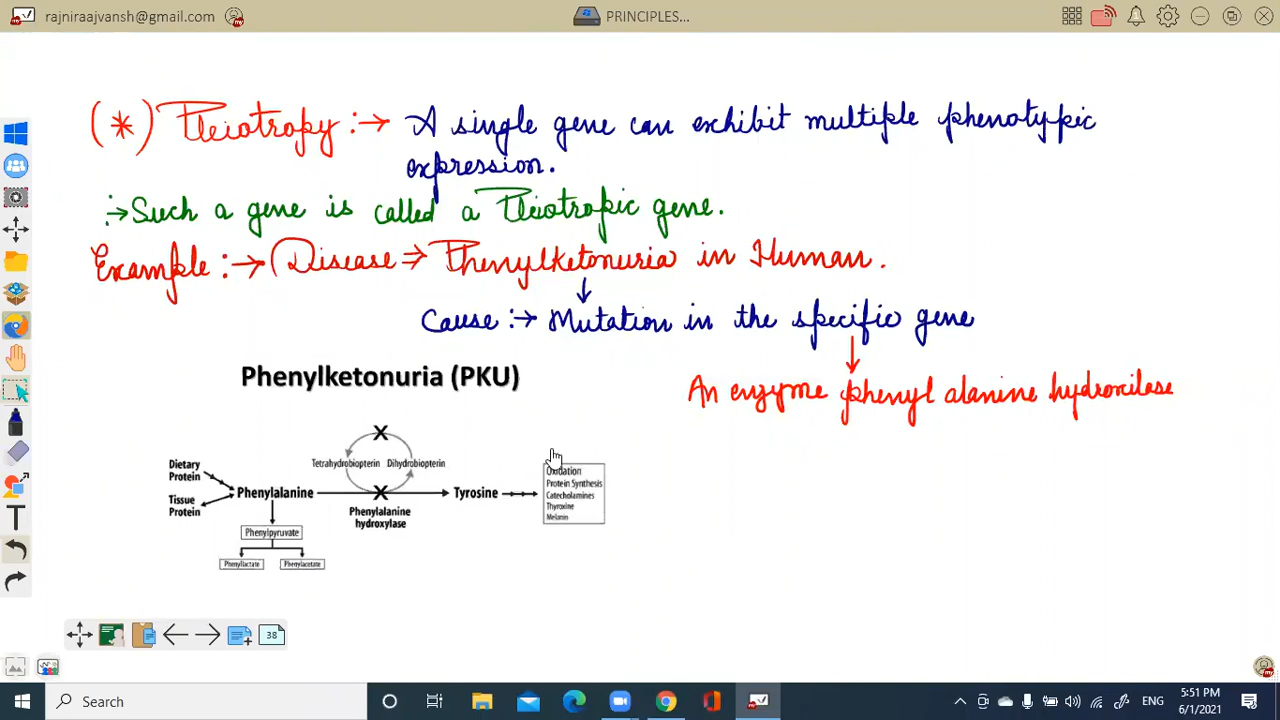 rajniraajvansh@gmail.com
PRINCIPLES...
(*) Pleiotropy :→ A single gene can exhibit multiple phenotypic
expression.
:→ Such a gene is called a Pleiotropic gene.
Example :→ Disease ⇒ Phenylketonuria in Human.
Cause :→ Mutation in the specific gene
An enzyme phenyl alanine hydroxilase
Phenylketonuria (PKU)
X
Tetrahydrobiopterin Dihydrobiopterin
Dietary
Protein
Tissue
Protein
Phenylalanine
X
Tyrosine
Phenylalanine
hydroxylase
Oxidation
Protein Synthesis
Catecholamines
Thyroxine
Melanin
Phenylpyruvate
Phenyllactate
Phenylacetate
T
38
Search
ENG
5:51 PM
6/1/2021